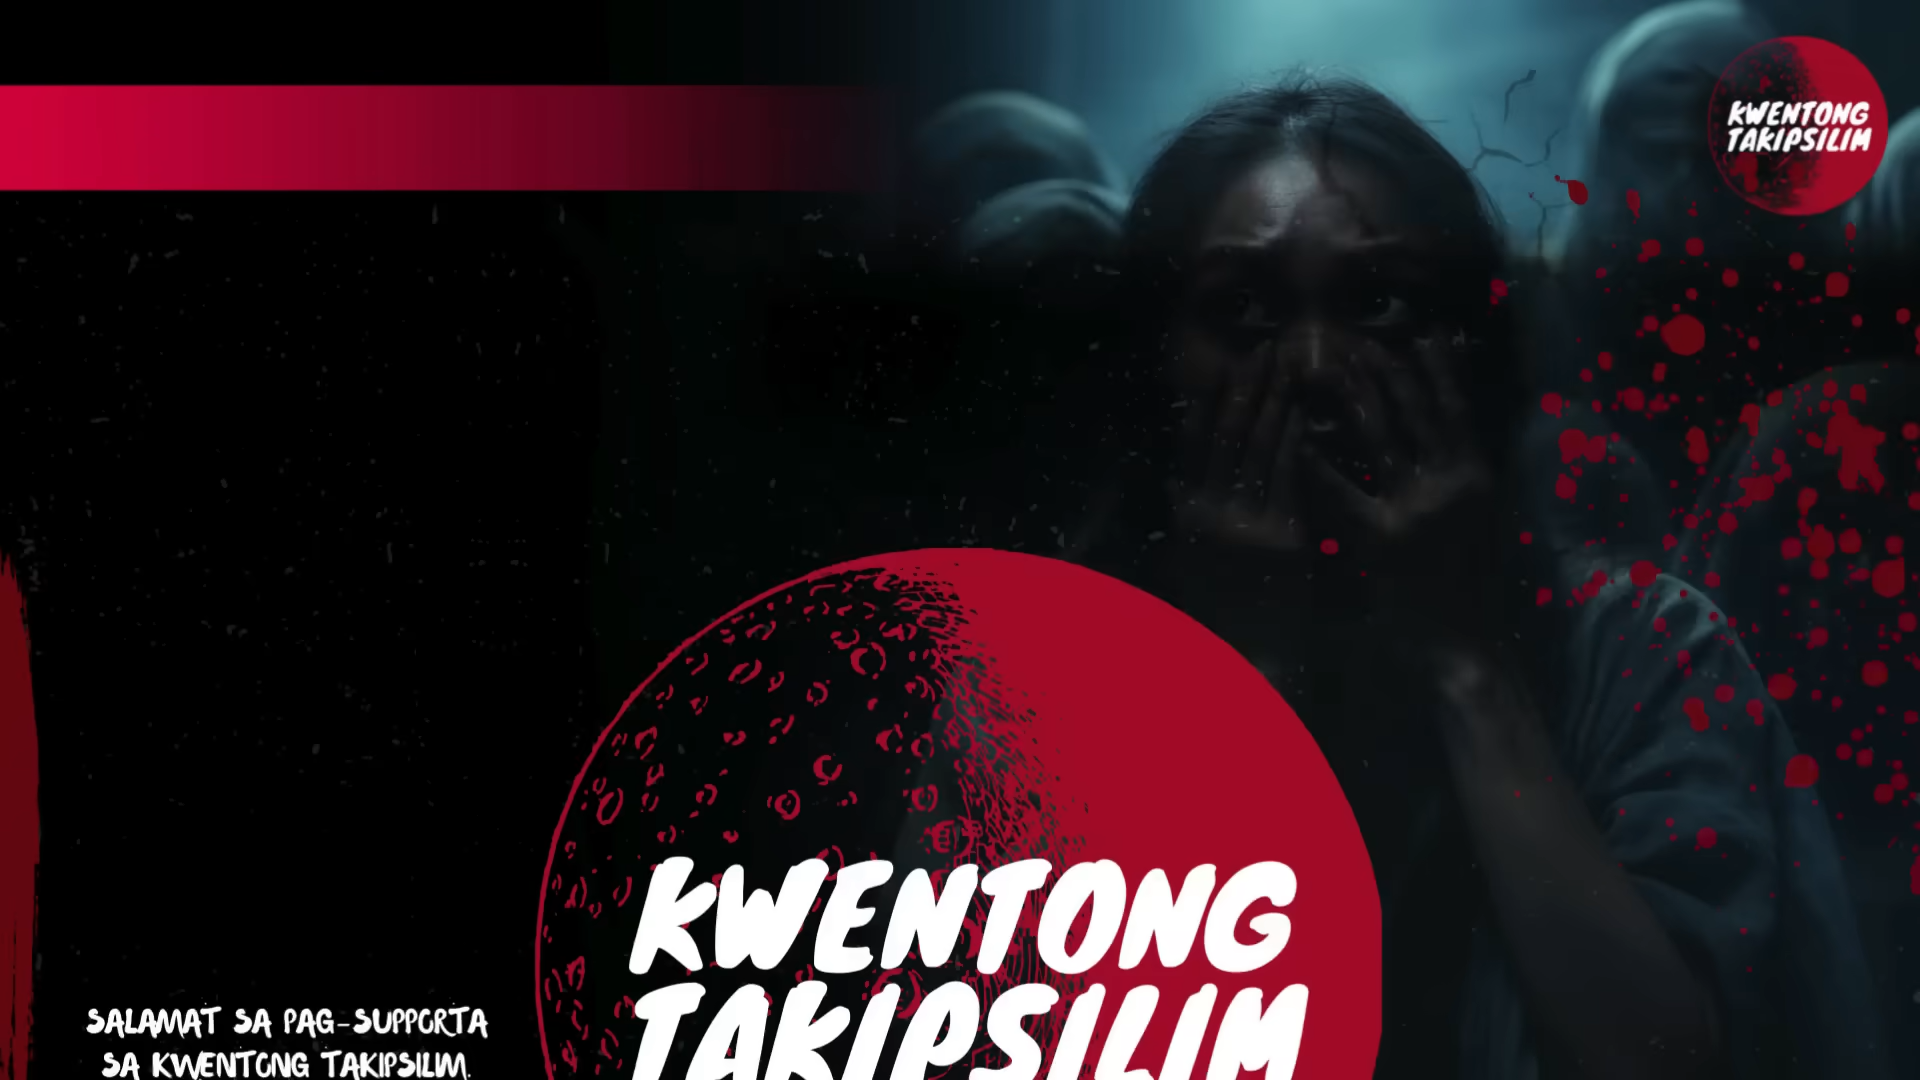 KWENTONG
TAKIPSILIM
KWENTONG
TAKIPSILIM
SALAMAT SA PAG-SUPPORTA
SA KWENTONG TAKIPSILIM.